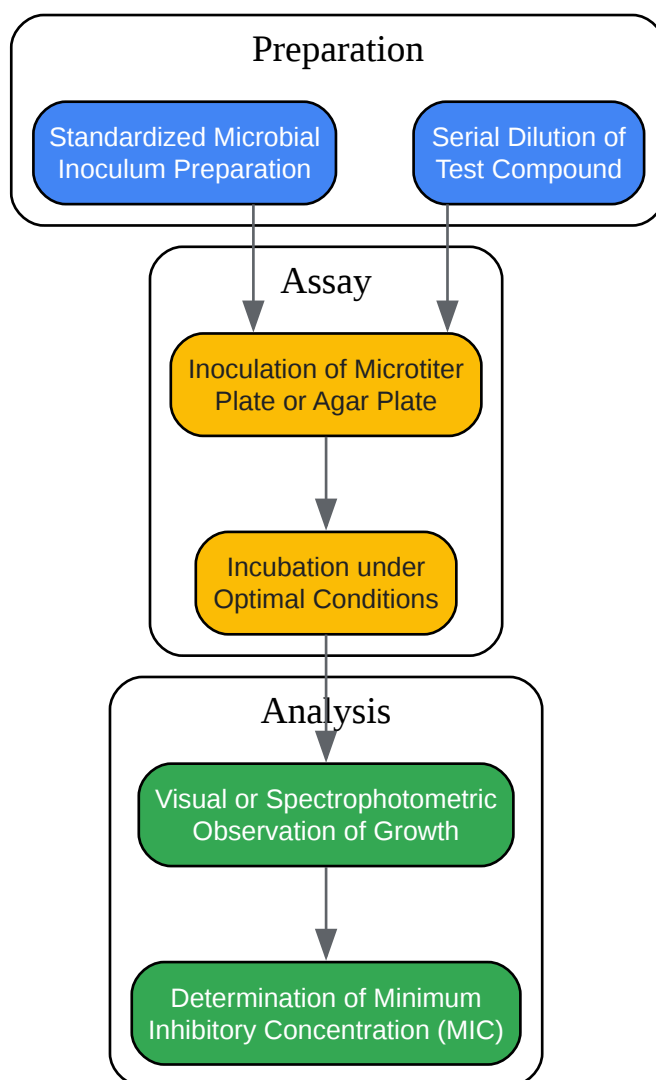 Preparation
Standardized Microbial
Inoculum Preparation
Serial Dilution of
Test Compound
Assay
Inoculation of Microtiter
Plate or Agar Plate
Incubation under
Optimal Conditions
Analysis
Visual or Spectrophotometric
Observation of Growth
Determination of Minimum
Inhibitory Concentration (MIC)